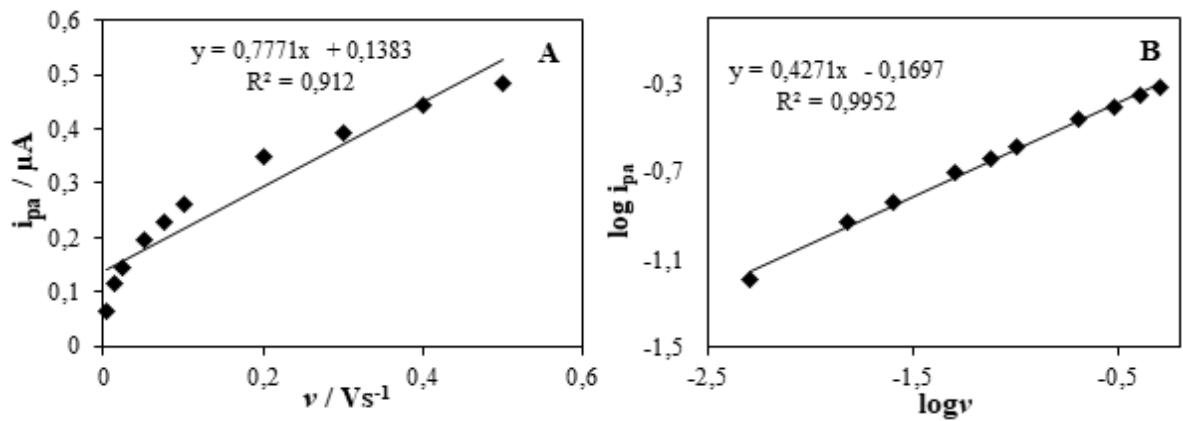 0,6
0,5
0,4
0,3
0,2
0,1
0
i_pa / µA
y = 0,7771x + 0,1383
R² = 0,912
A
0
0,2
0,4
0,6
v / Vs⁻¹
B
y = 0,4271x - 0,1697
R² = 0,9952
-0,3
-0,7
-1,1
-1,5
log i_pa
-2,5
-1,5
-0,5
logv